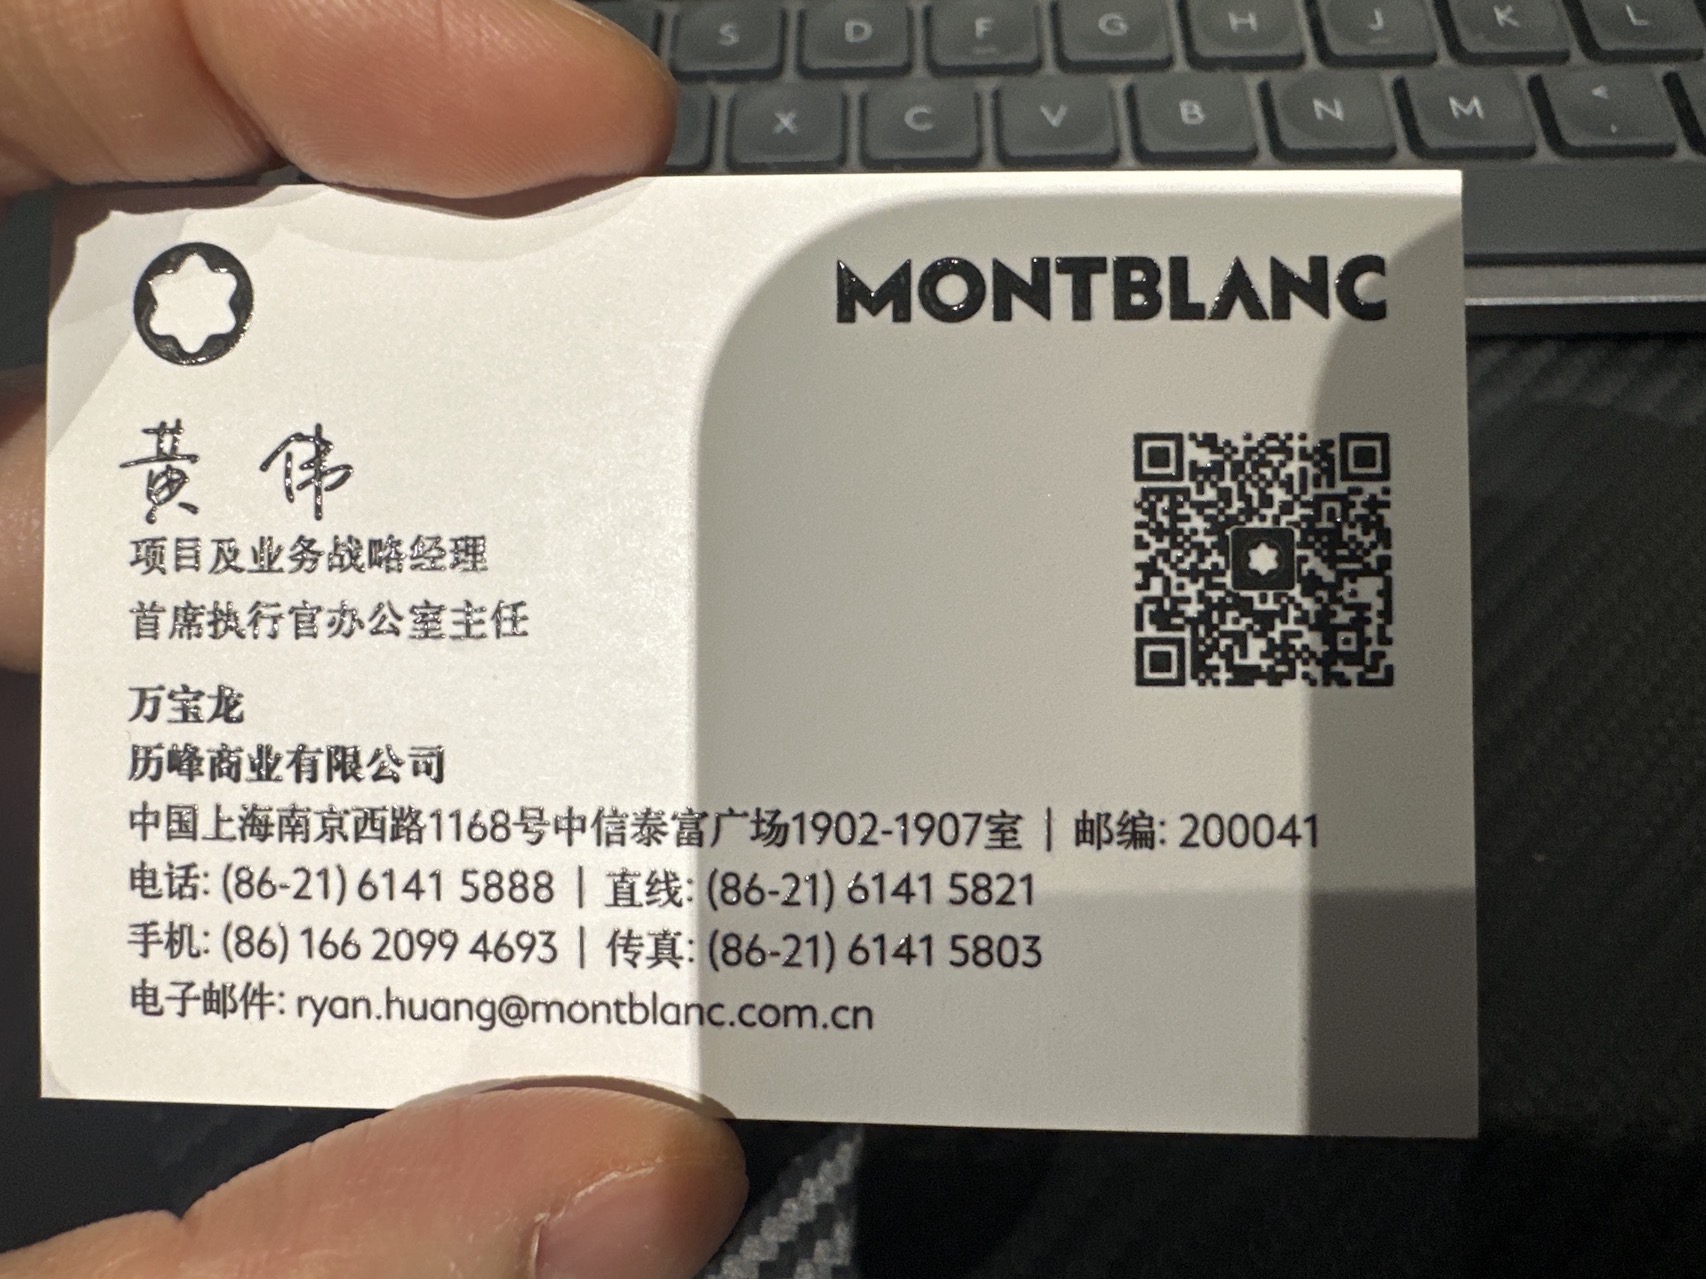 S D F G H J K L
X C V B N M < ,
MONTBLANC
黄 伟
项目及业务战略经理
首席执行官办公室主任
万宝龙
历峰商业有限公司
中国上海南京西路1168号中信泰富广场1902-1907室 | 邮编: 200041
电话: (86-21) 6141 5888 | 直线: (86-21) 6141 5821
手机: (86) 166 2099 4693 | 传真: (86-21) 6141 5803
电子邮件: ryan.huang@montblanc.com.cn